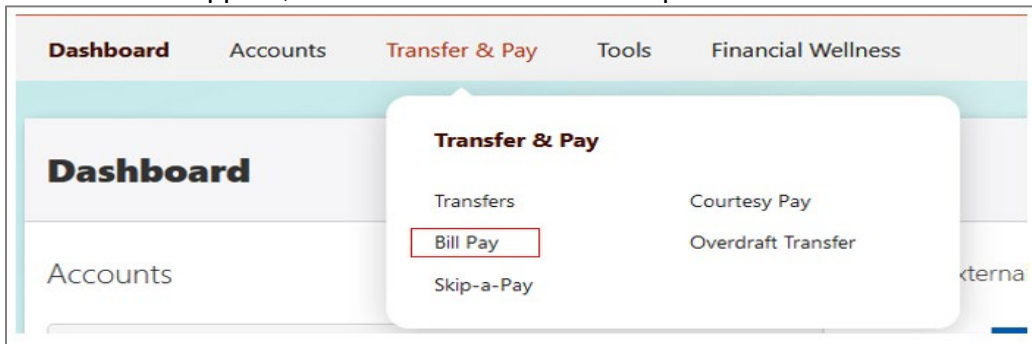 Dashboard Accounts Transfer & Pay Tools Financial Wellness
Transfer & Pay
Dashboard
Transfers Courtesy Pay
Bill Pay Overdraft Transfer
Accounts
Skip-a-Pay